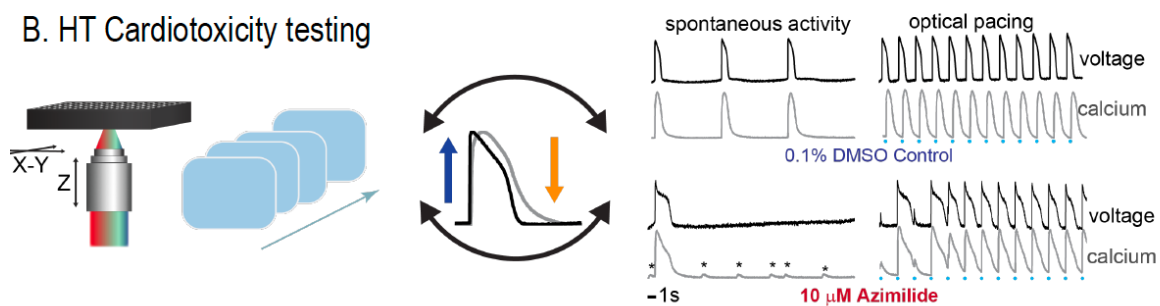 B. HT Cardiotoxicity testing
spontaneous activity
optical pacing
voltage
calcium
0.1% DMSO Control
X-Y
Z
voltage
calcium
* * * * * *
1s
10 μM Azimilide